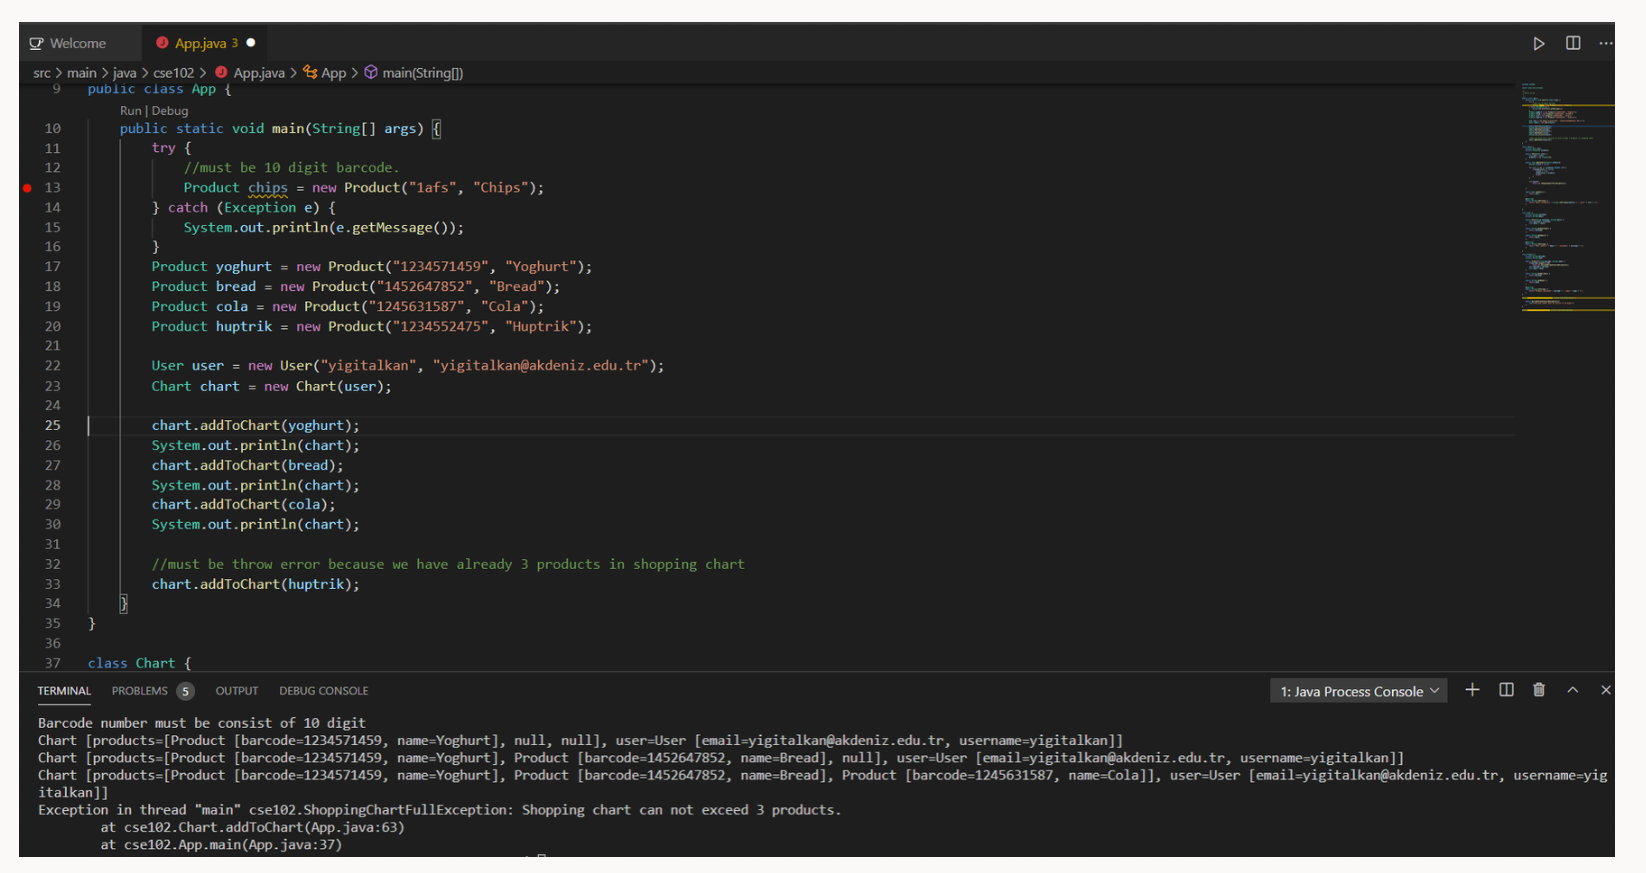 Welcome
App.java 3
src > main > java > cse102 > App.java > App > main(String[])
9 public class App {
Run | Debug
10 public static void main(String[] args) {
11 try {
12 //must be 10 digit barcode.
13 Product chips = new Product("1afs", "Chips");
14 } catch (Exception e) {
15 System.out.println(e.getMessage());
16 }
17 Product yoghurt = new Product("1234571459", "Yoghurt");
18 Product bread = new Product("1452647852", "Bread");
19 Product cola = new Product("1245631587", "Cola");
20 Product huptrik = new Product("1234552475", "Huptrik");
21
22 User user = new User("yigitalkan", "yigitalkan@akdeniz.edu.tr");
23 Chart chart = new Chart(user);
24
25 chart.addToChart(yoghurt);
26 System.out.println(chart);
27 chart.addToChart(bread);
28 System.out.println(chart);
29 chart.addToChart(cola);
30 System.out.println(chart);
31
32 //must be throw error because we have already 3 products in shopping chart
33 chart.addToChart(huptrik);
34 }
35 }
36
37 class Chart {
TERMINAL PROBLEMS 5 OUTPUT DEBUG CONSOLE 1: Java Process Console
Barcode number must be consist of 10 digit
Chart [products=[Product [barcode=1234571459, name=Yoghurt], null, null], user=User [email=yigitalkan@akdeniz.edu.tr, username=yigitalkan]]
Chart [products=[Product [barcode=1234571459, name=Yoghurt], Product [barcode=1452647852, name=Bread], null], user=User [email=yigitalkan@akdeniz.edu.tr, username=yigitalkan]]
Chart [products=[Product [barcode=1234571459, name=Yoghurt], Product [barcode=1452647852, name=Bread], Product [barcode=1245631587, name=Cola]], user=User [email=yigitalkan@akdeniz.edu.tr, username=yig
italkan]]
Exception in thread "main" cse102.ShoppingChartFullException: Shopping chart can not exceed 3 products.
at cse102.Chart.addToChart(App.java:63)
at cse102.App.main(App.java:37)